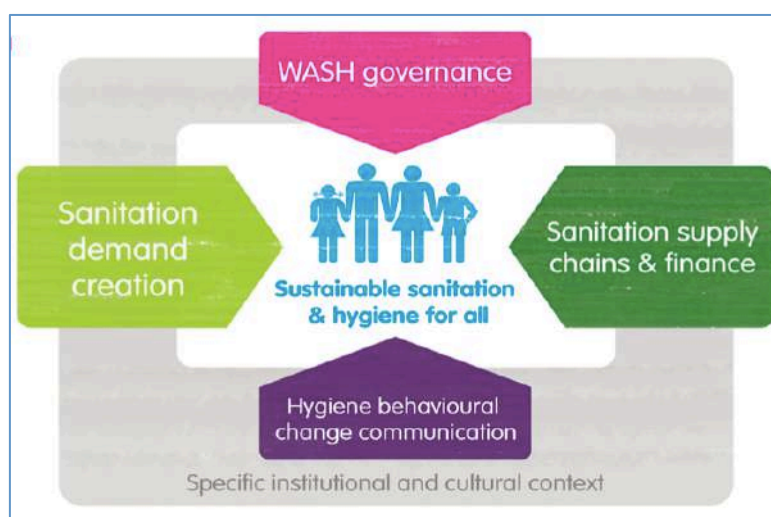 WASH governance
Sanitation
demand
creation
Sustainable sanitation
& hygiene for all
Sanitation supply
chains & finance
Hygiene behavioural
change communication
Specific institutional and cultural context